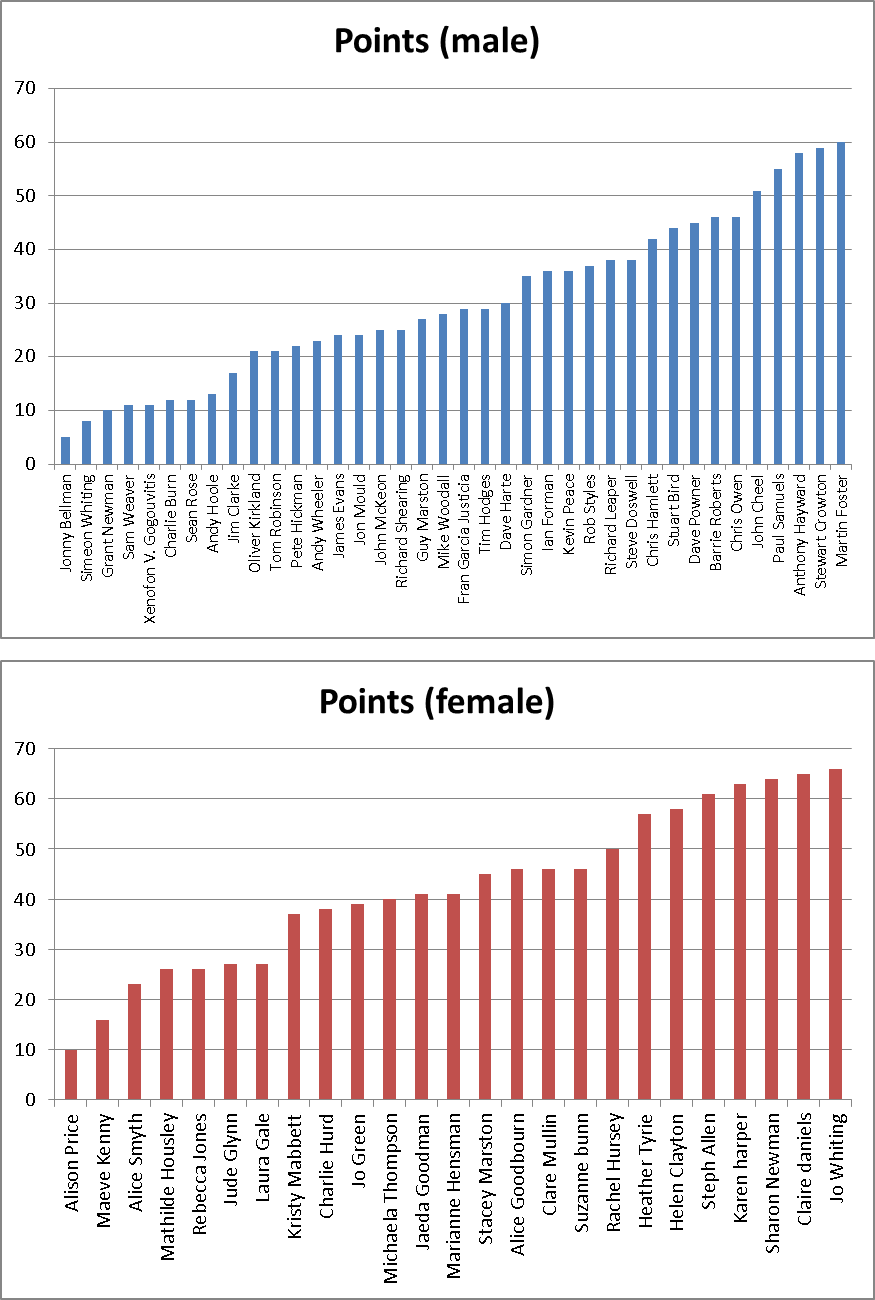 Points (male)
70
60
50
40
30
20
10
0
Jonny Bellman
Simeon Whiting
Grant Newman
Sam Weaver
Xenofon V. Gogouvitis
Charlie Burn
Sean Rose
Andy Hoole
Jim Clarke
Oliver Kirkland
Tom Robinson
Pete Hickman
Andy Wheeler
James Evans
Jon Mould
John McKeon
Richard Shearing
Guy Marston
Mike Woodall
Fran Garcia Justicia
Tim Hodges
Dave Harte
Simon Gardner
Ian Forman
Kevin Peace
Rob Styles
Richard Leaper
Steve Doswell
Chris Hamlett
Stuart Bird
Dave Powner
Barrie Roberts
Chris Owen
John Cheel
Paul Samuels
Anthony Hayward
Stewart Crowton
Martin Foster
Points (female)
70
60
50
40
30
20
10
0
Alison Price
Maeve Kenny
Alice Smyth
Mathilde Housley
Rebecca Jones
Jude Glynn
Laura Gale
Kristy Mabbett
Charlie Hurd
Jo Green
Michaela Thompson
Jaeda Goodman
Marianne Hensman
Stacey Marston
Alice Goodbourn
Clare Mullin
Suzanne bunn
Rachel Hursey
Heather Tyrie
Helen Clayton
Steph Allen
Karen harper
Sharon Newman
Claire daniels
Jo Whiting